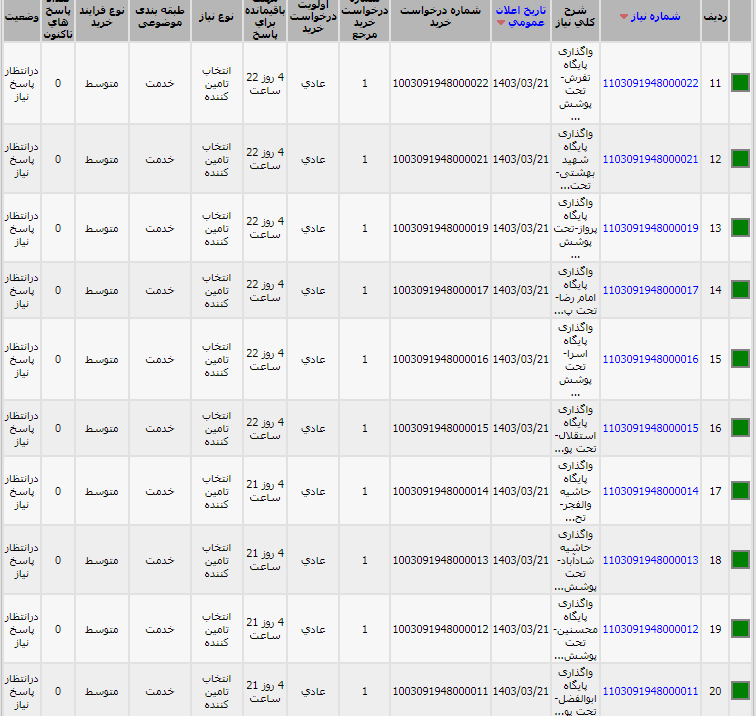 ردیف شماره نیاز تاریخ اعلان عمومي شرح کلي نیاز شماره درخواست خرید درخواست خرید مرجع اولویت درخواست خرید باقیمانده براي پاسخ نوع نیاز طبقه بندي موضوعي نوع فرایند خرید پاسخ هاي تاکنون وضعیت
11 1103091948000022 واگذاری پایگاه تفرش- تحت پوشش ... 1403/03/21 1003091948000022 1 عادي 4 روز 22 ساعت انتخاب تامین کننده خدمت متوسط 0 درانتظار پاسخ نیاز
12 1103091948000021 واگذاری پایگاه شهید بهشتی- تحت... 1403/03/21 1003091948000021 1 عادي 4 روز 22 ساعت انتخاب تامین کننده خدمت متوسط 0 درانتظار پاسخ نیاز
13 1103091948000019 واگذاری پایگاه پرواز-تحت پوشش ... 1403/03/21 1003091948000019 1 عادي 4 روز 22 ساعت انتخاب تامین کننده خدمت متوسط 0 درانتظار پاسخ نیاز
14 1103091948000017 واگذاری پایگاه امام رضا- تحت پ... 1403/03/21 1003091948000017 1 عادي 4 روز 22 ساعت انتخاب تامین کننده خدمت متوسط 0 درانتظار پاسخ نیاز
15 1103091948000016 واگذاری پایگاه اسرا- تحت پوشش ... 1403/03/21 1003091948000016 1 عادي 4 روز 22 ساعت انتخاب تامین کننده خدمت متوسط 0 درانتظار پاسخ نیاز
16 1103091948000015 واگذاری پایگاه استقلال- تحت پو... 1403/03/21 1003091948000015 1 عادي 4 روز 22 ساعت انتخاب تامین کننده خدمت متوسط 0 درانتظار پاسخ نیاز
17 1103091948000014 واگذاری پایگاه حاشیه والفجر- تح... 1403/03/21 1003091948000014 1 عادي 4 روز 21 ساعت انتخاب تامین کننده خدمت متوسط 0 درانتظار پاسخ نیاز
18 1103091948000013 واگذاری پایگاه حاشیه شادآباد- تحت پوشش... 1403/03/21 1003091948000013 1 عادي 4 روز 21 ساعت انتخاب تامین کننده خدمت متوسط 0 درانتظار پاسخ نیاز
19 1103091948000012 واگذاری پایگاه محسنین- تحت پوشش... 1403/03/21 1003091948000012 1 عادي 4 روز 21 ساعت انتخاب تامین کننده خدمت متوسط 0 درانتظار پاسخ نیاز
20 1103091948000011 واگذاری پایگاه ابوالفضل- تحت پو... 1403/03/21 1003091948000011 1 عادي 4 روز 21 ساعت انتخاب تامین کننده خدمت متوسط 0 درانتظار پاسخ نیاز